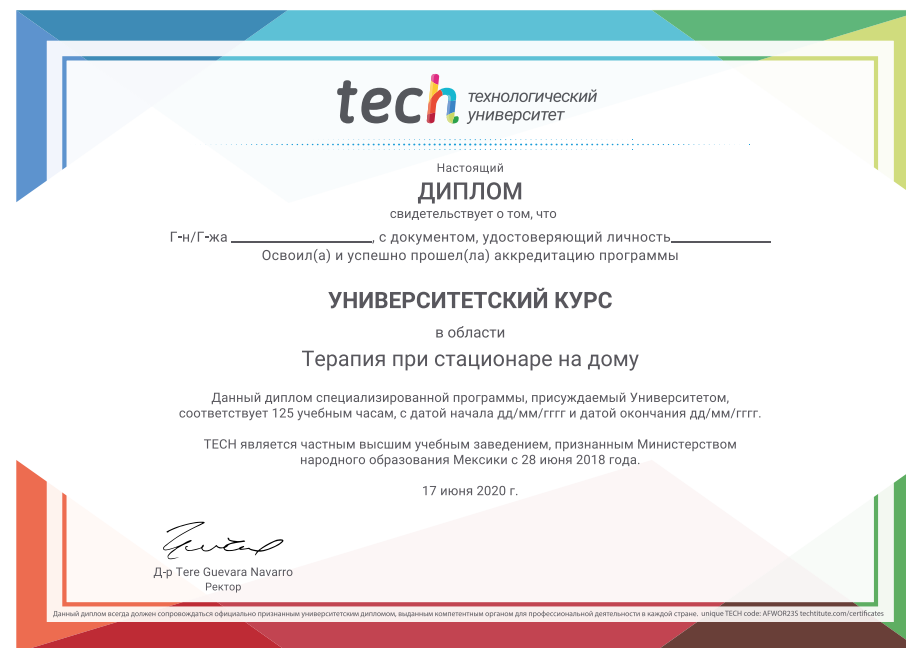 tech технологический
университет
Настоящий
ДИПЛОМ
свидетельствует о том, что
Г-н/Г-жа , с документом, удостоверяющий личность
Освоил(а) и успешно прошел(ла) аккредитацию программы
УНИВЕРСИТЕТСКИЙ КУРС
в области
Терапия при стационаре на дому
Данный диплом специализированной программы, присуждаемый Университетом,
соответствует 125 учебным часам, с датой начала дд/мм/гггг и датой окончания дд/мм/гггг.
TECH является частным высшим учебным заведением, признанным Министерством
народного образования Мексики с 28 июня 2018 года.
17 июня 2020 г.
Д-р Tere Guevara Navarro
Ректор
Данный диплом всегда должен сопровождаться официально признанным университетским дипломом, выданным компетентным органом для профессиональной деятельности в каждой стране. unique TECH code: AFWOR23S techtitute.com/certificates